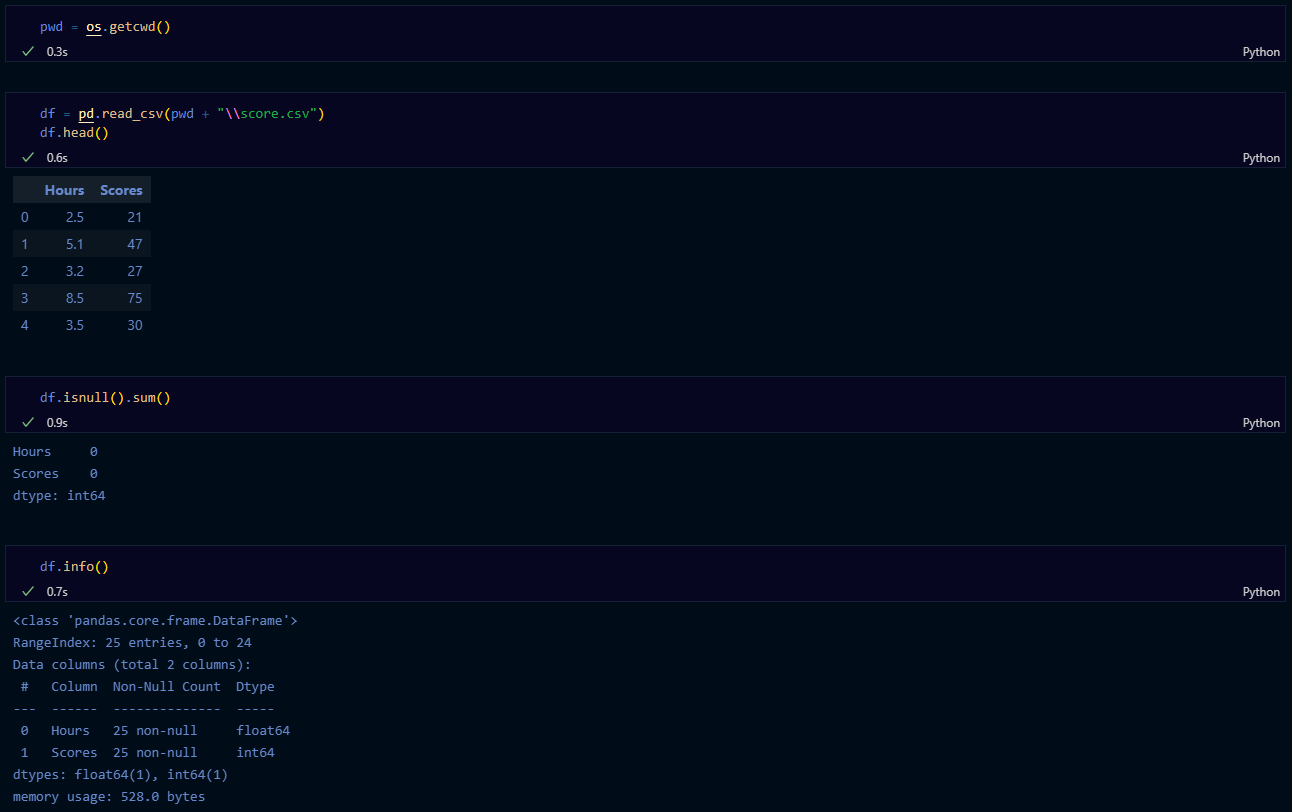 pwd = os.getcwd()
0.3s
Python
df = pd.read_csv(pwd + "\\score.csv")
df.head()
0.6s
Python
Hours Scores
0 2.5 21
1 5.1 47
2 3.2 27
3 8.5 75
4 3.5 30
df.isnull().sum()
0.9s
Python
Hours 0
Scores 0
dtype: int64
df.info()
0.7s
Python
<class 'pandas.core.frame.DataFrame'>
RangeIndex: 25 entries, 0 to 24
Data columns (total 2 columns):
# Column Non-Null Count Dtype
--- ------ -------------- -----
0 Hours 25 non-null float64
1 Scores 25 non-null int64
dtypes: float64(1), int64(1)
memory usage: 528.0 bytes